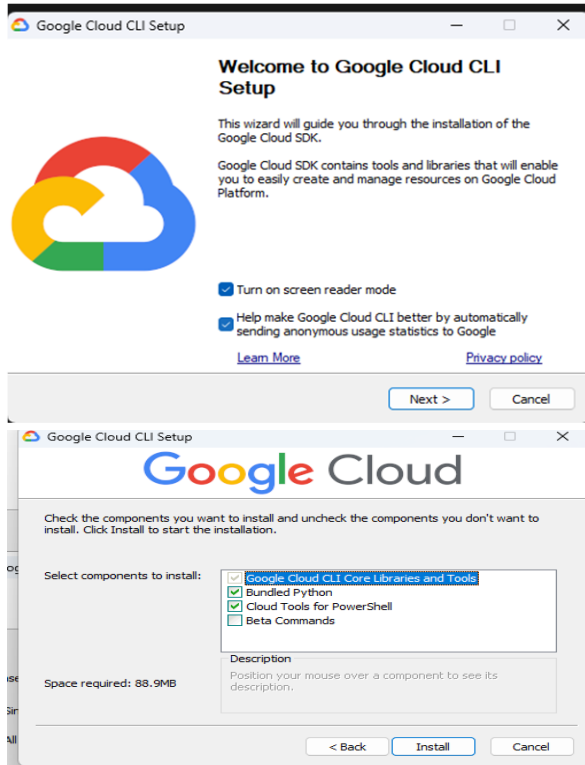 Google Cloud CLI Setup
Welcome to Google Cloud CLI
Setup
This wizard will guide you through the installation of the
Google Cloud SDK.
Google Cloud SDK contains tools and libraries that will enable
you to easily create and manage resources on Google Cloud
Platform.
Turn on screen reader mode
Help make Google Cloud CLI better by automatically
sending anonymous usage statistics to Google
Learn More
Privacy policy
Next >
Cancel
Google Cloud CLI Setup
Google Cloud
Check the components you want to install and uncheck the components you don't want to
install. Click Install to start the installation.
Select components to install:
Google Cloud CLI Core Libraries and Tools
Bundled Python
Cloud Tools for PowerShell
Beta Commands
Description
Position your mouse over a component to see its
description.
Space required: 88.9MB
< Back
Install
Cancel